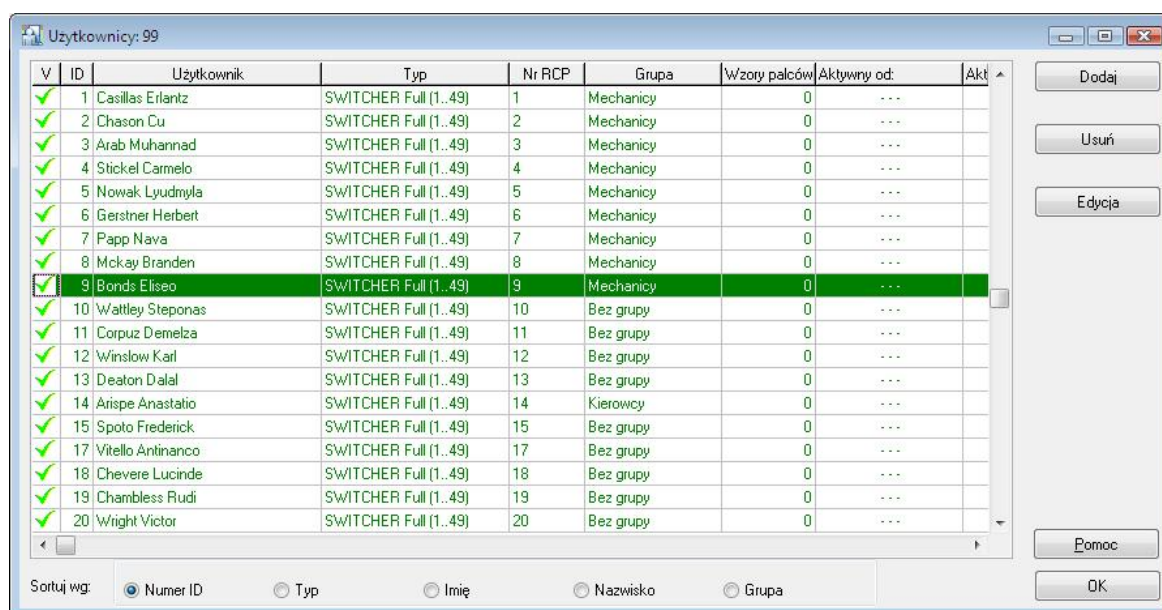 Użytkownicy: 99
V ID Użytkownik Typ Nr RCP Grupa Wzory palców Aktywny od: Akt
1 Casillas Erlantz SWITCHER Full (1..49) 1 Mechanicy 0 - - -
2 Chason Cu SWITCHER Full (1..49) 2 Mechanicy 0 - - -
3 Arab Muhannad SWITCHER Full (1..49) 3 Mechanicy 0 - - -
4 Stickel Carmelo SWITCHER Full (1..49) 4 Mechanicy 0 - - -
5 Nowak Lyudmyla SWITCHER Full (1..49) 5 Mechanicy 0 - - -
6 Gerstner Herbert SWITCHER Full (1..49) 6 Mechanicy 0 - - -
7 Papp Nava SWITCHER Full (1..49) 7 Mechanicy 0 - - -
8 Mckay Branden SWITCHER Full (1..49) 8 Mechanicy 0 - - -
9 Bonds Eliseo SWITCHER Full (1..49) 9 Mechanicy 0 - - -
10 Wattley Steponas SWITCHER Full (1..49) 10 Bez grupy 0 - - -
11 Corpuz Demelza SWITCHER Full (1..49) 11 Bez grupy 0 - - -
12 Winslow Karl SWITCHER Full (1..49) 12 Bez grupy 0 - - -
13 Deaton Dalal SWITCHER Full (1..49) 13 Bez grupy 0 - - -
14 Arispe Anastatio SWITCHER Full (1..49) 14 Kierowcy 0 - - -
15 Spoto Frederick SWITCHER Full (1..49) 15 Bez grupy 0 - - -
17 Vitello Antinanco SWITCHER Full (1..49) 17 Bez grupy 0 - - -
18 Chevere Lucinde SWITCHER Full (1..49) 18 Bez grupy 0 - - -
19 Chambless Rudi SWITCHER Full (1..49) 19 Bez grupy 0 - - -
20 Wright Victor SWITCHER Full (1..49) 20 Bez grupy 0 - - -
Dodaj
Usuń
Edycja
Pomoc
OK
Sortuj wg: Numer ID Typ Imię Nazwisko Grupa